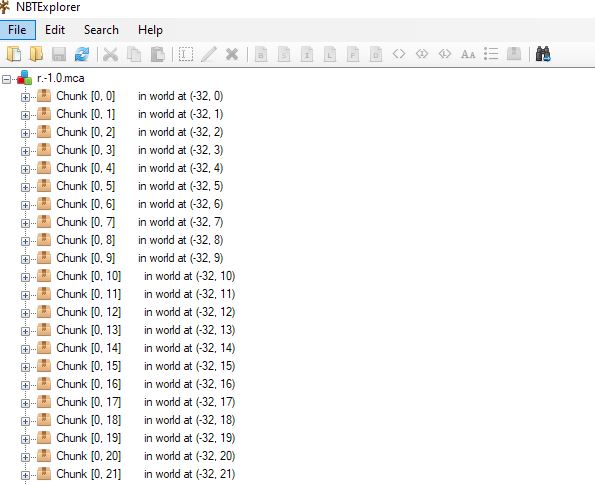 NBTExplorer
File Edit Search Help
B S I L F D AA
r.-1.0.mca
Chunk [0, 0] in world at (-32, 0)
Chunk [0, 1] in world at (-32, 1)
Chunk [0, 2] in world at (-32, 2)
Chunk [0, 3] in world at (-32, 3)
Chunk [0, 4] in world at (-32, 4)
Chunk [0, 5] in world at (-32, 5)
Chunk [0, 6] in world at (-32, 6)
Chunk [0, 7] in world at (-32, 7)
Chunk [0, 8] in world at (-32, 8)
Chunk [0, 9] in world at (-32, 9)
Chunk [0, 10] in world at (-32, 10)
Chunk [0, 11] in world at (-32, 11)
Chunk [0, 12] in world at (-32, 12)
Chunk [0, 13] in world at (-32, 13)
Chunk [0, 14] in world at (-32, 14)
Chunk [0, 15] in world at (-32, 15)
Chunk [0, 16] in world at (-32, 16)
Chunk [0, 17] in world at (-32, 17)
Chunk [0, 18] in world at (-32, 18)
Chunk [0, 19] in world at (-32, 19)
Chunk [0, 20] in world at (-32, 20)
Chunk [0, 21] in world at (-32, 21)